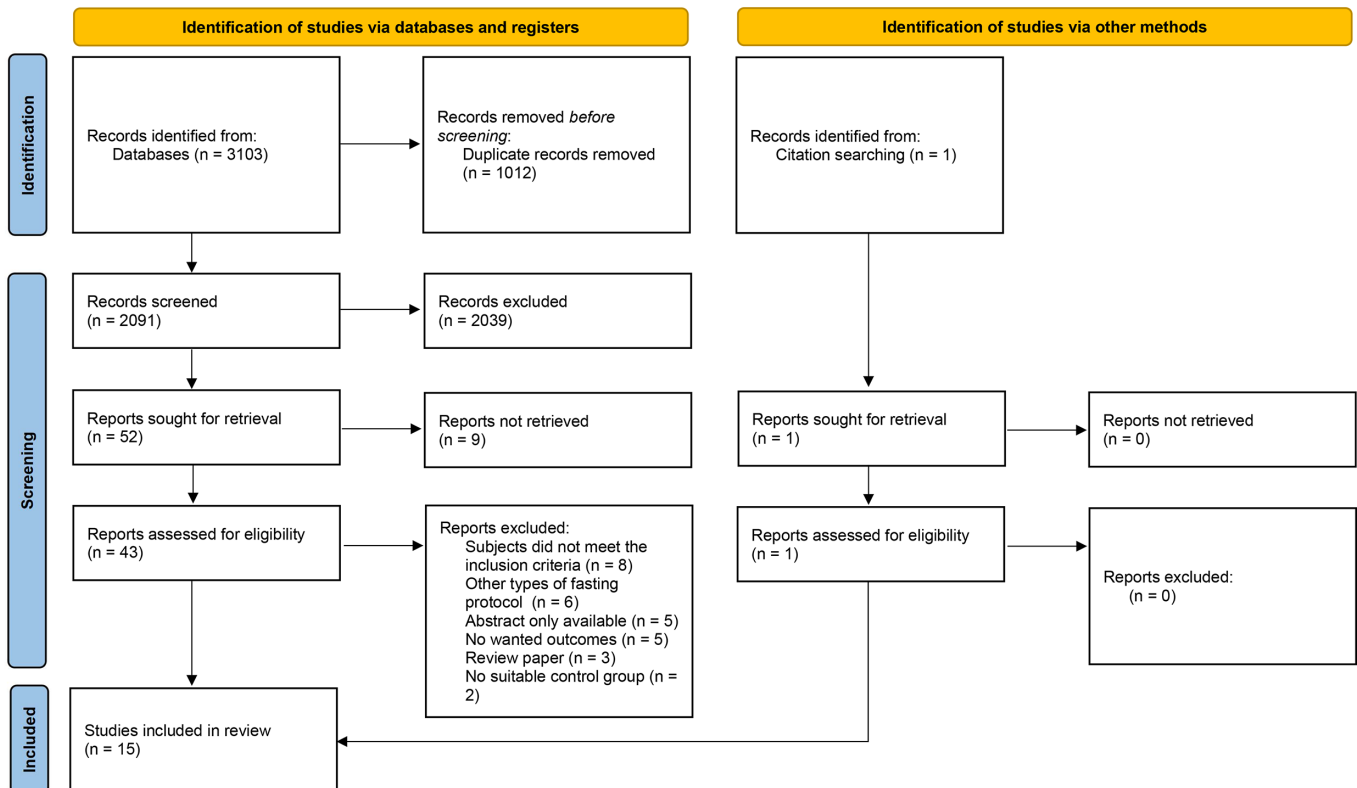 Identification of studies via databases and registers
Identification of studies via other methods
Identification
Records identified from:
Databases (n = 3103)
Records removed before
screening:
Duplicate records removed
(n = 1012)
Records identified from:
Citation searching (n = 1)
Screening
Records screened
(n = 2091)
Records excluded
(n = 2039)
Reports sought for retrieval
(n = 52)
Reports not retrieved
(n = 9)
Reports sought for retrieval
(n = 1)
Reports not retrieved
(n = 0)
Reports assessed for eligibility
(n = 43)
Reports excluded:
Subjects did not meet the
inclusion criteria (n = 8)
Other types of fasting
protocol (n = 6)
Abstract only available (n = 5)
No wanted outcomes (n = 5)
Review paper (n = 3)
No suitable control group (n =
2)
Reports assessed for eligibility
(n = 1)
Reports excluded:
(n = 0)
Included
Studies included in review
(n = 15)